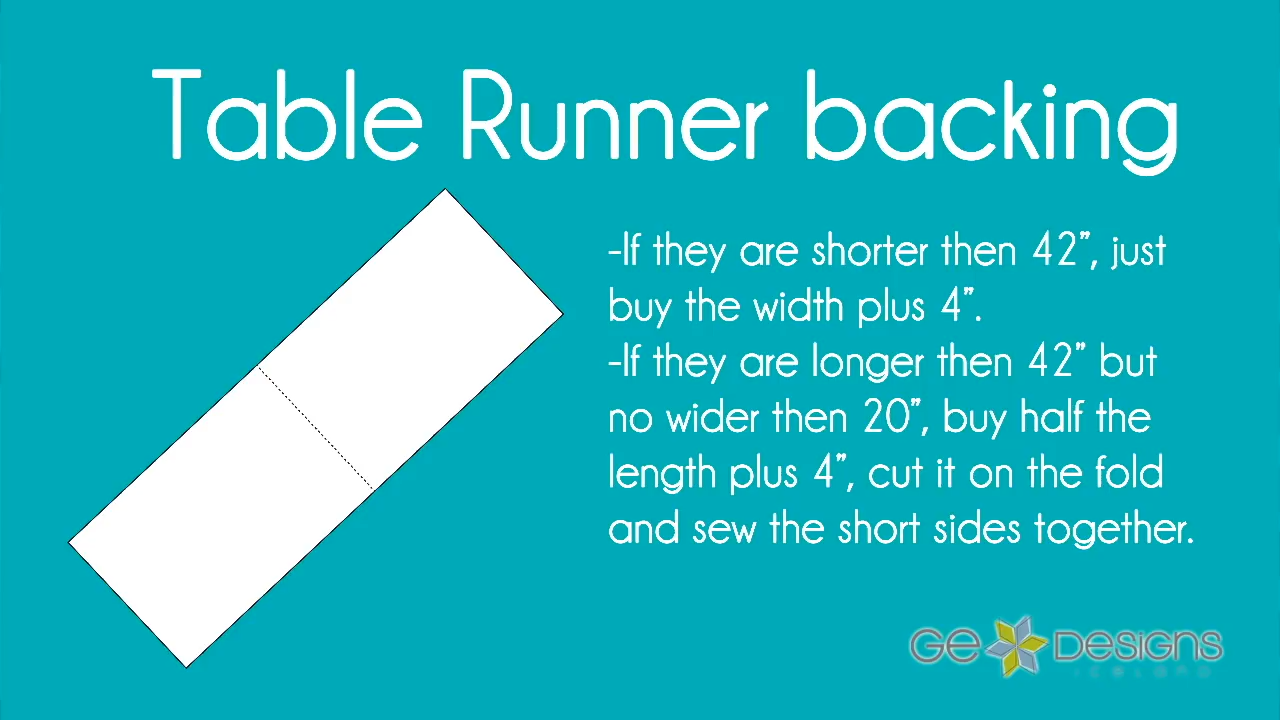 Table Runner backing
-If they are shorter then 42”, just
buy the width plus 4”.
-If they are longer then 42” but
no wider then 20”, buy half the
length plus 4”, cut it on the fold
and sew the short sides together.
GE DESIGNS
ICELAND